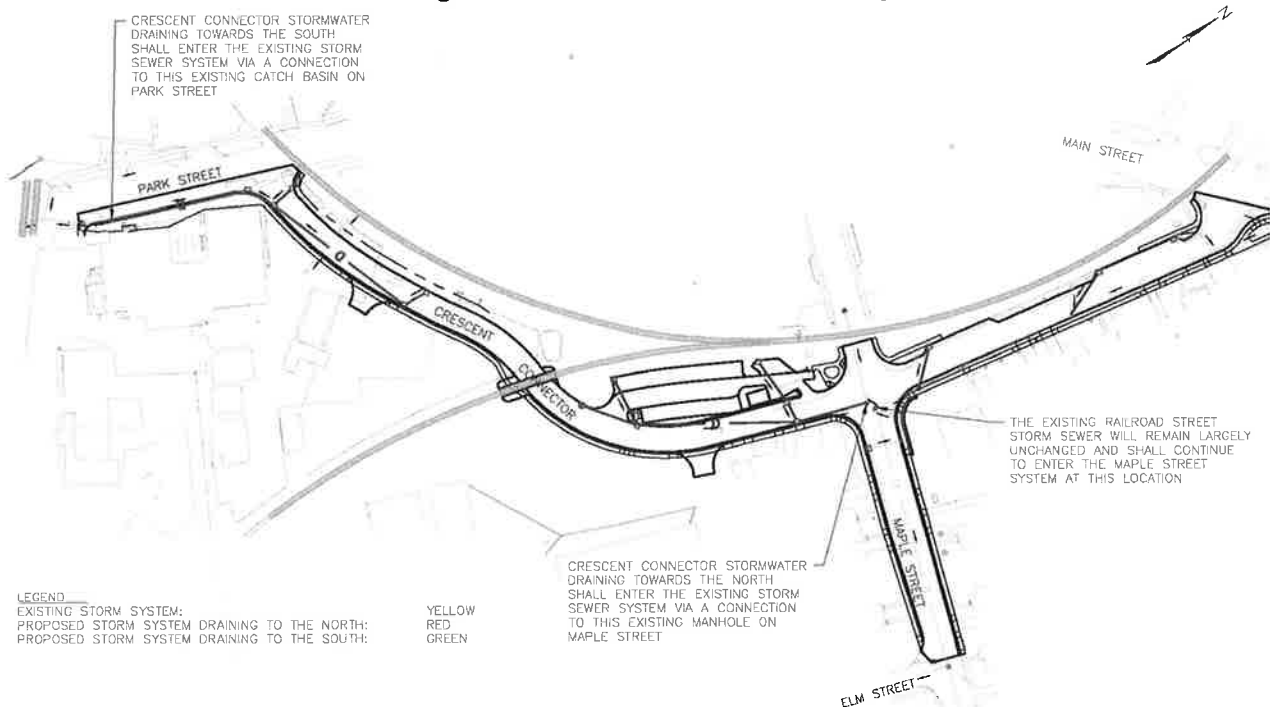 CRESCENT CONNECTOR STORMWATER
DRAINING TOWARDS THE SOUTH
SHALL ENTER THE EXISTING STORM
SEWER SYSTEM VIA A CONNECTION
TO THIS EXISTING CATCH BASIN ON
PARK STREET
N
MAIN STREET
PARK STREET
CRESCENT
CONNECTOR
THE EXISTING RAILROAD STREET
STORM SEWER WILL REMAIN LARGELY
UNCHANGED AND SHALL CONTINUE
TO ENTER THE MAPLE STREET
SYSTEM AT THIS LOCATION
MAPLE STREET
CRESCENT CONNECTOR STORMWATER
DRAINING TOWARDS THE NORTH
SHALL ENTER THE EXISTING STORM
SEWER SYSTEM VIA A CONNECTION
TO THIS EXISTING MANHOLE ON
MAPLE STREET
LEGEND
EXISTING STORM SYSTEM: YELLOW
PROPOSED STORM SYSTEM DRAINING TO THE NORTH: RED
PROPOSED STORM SYSTEM DRAINING TO THE SOUTH: GREEN
ELM STREET